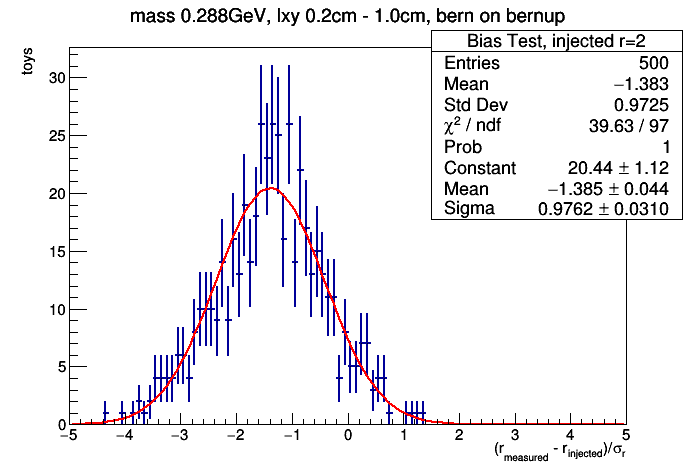 mass 0.288GeV, lxy 0.2cm - 1.0cm, bern on bernup
toys
Bias Test, injected r=2
Entries 500
Mean −1.383
Std Dev 0.9725
χ² / ndf 39.63 / 97
Prob 1
Constant 20.44 ± 1.12
Mean −1.385 ± 0.044
Sigma 0.9762 ± 0.0310
30
25
20
15
10
5
0
−5 −4 −3 −2 −1 0 1 2 3 4 5
(r_measured - r_injected)/σ_r